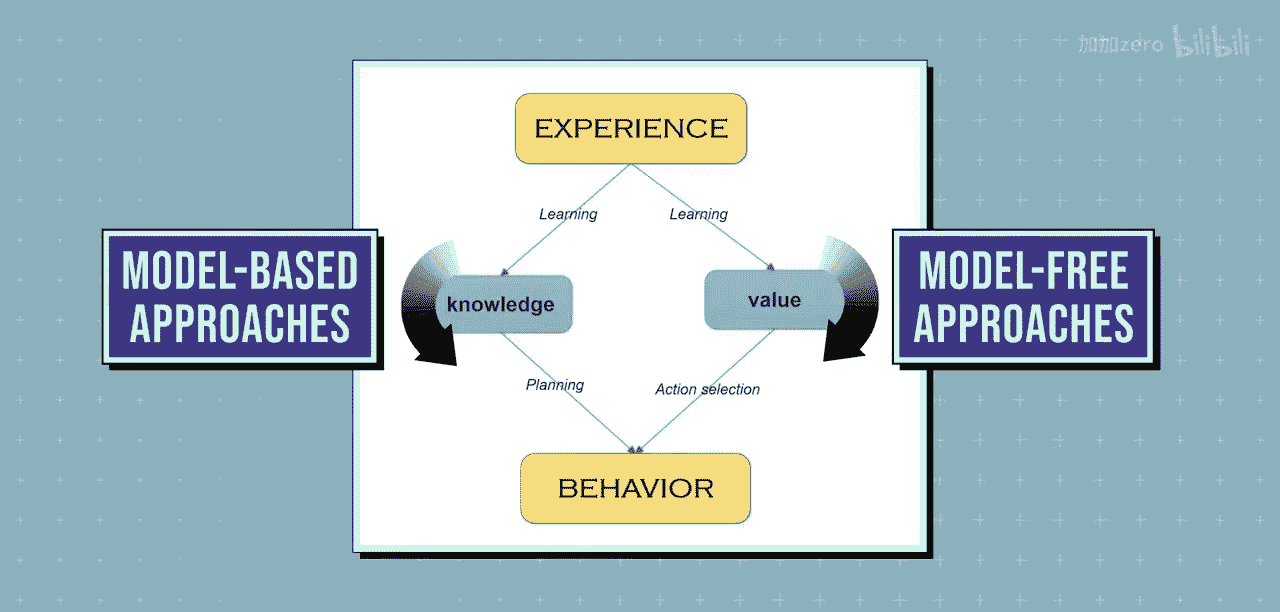 加加zero bilibili
EXPERIENCE
Learning
Learning
MODEL-BASED
APPROACHES
knowledge
value
MODEL-FREE
APPROACHES
Planning
Action selection
BEHAVIOR